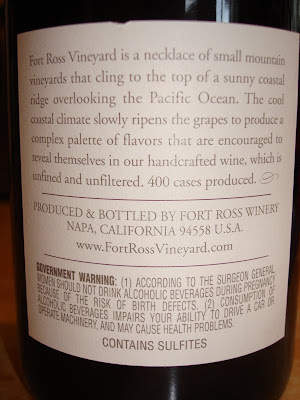 Fort Ross Vineyard is a necklace of small mountain
vineyards that cling to the top of a sunny coastal
ridge overlooking the Pacific Ocean. The cool
coastal climate slowly ripens the grapes to produce a
complex palette of flavors that are encouraged to
reveal themselves in our handcrafted wine, which is
unfined and unfiltered. 400 cases produced.
PRODUCED & BOTTLED BY FORT ROSS WINERY
NAPA, CALIFORNIA 94558 U.S.A.
www.FortRossVineyard.com
GOVERNMENT WARNING: (1) ACCORDING TO THE SURGEON GENERAL,
WOMEN SHOULD NOT DRINK ALCOHOLIC BEVERAGES DURING PREGNANCY
BECAUSE OF THE RISK OF BIRTH DEFECTS. (2) CONSUMPTION OF
ALCOHOLIC BEVERAGES IMPAIRS YOUR ABILITY TO DRIVE A CAR OR
OPERATE MACHINERY, AND MAY CAUSE HEALTH PROBLEMS.
CONTAINS SULFITES